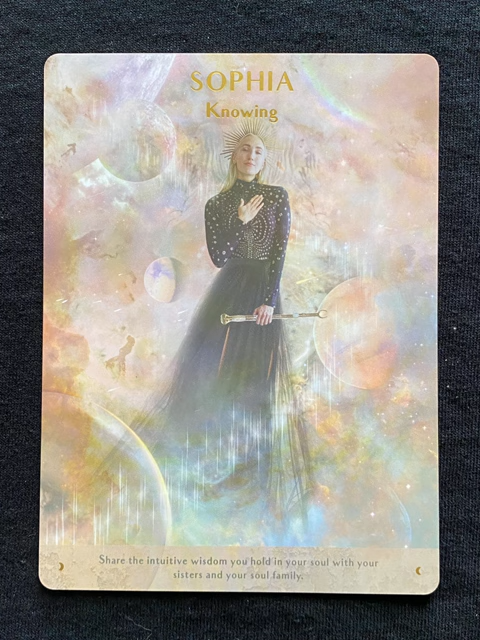 SOPHIA
Knowing
Share the intuitive wisdom you hold in your soul with your
sisters and your soul family.